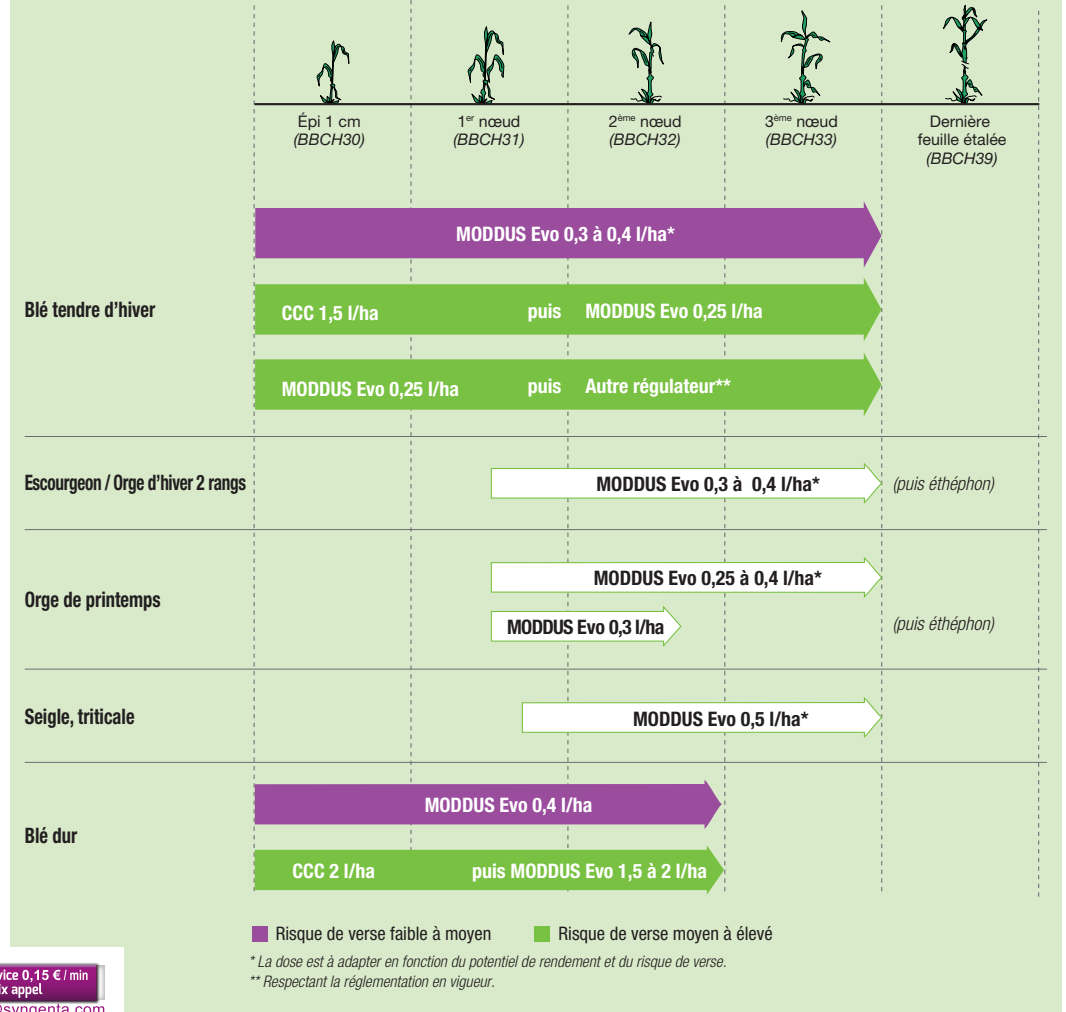 Épi 1 cm
(BBCH30)
1er nœud
(BBCH31)
2ème nœud
(BBCH32)
3ème nœud
(BBCH33)
Dernière
feuille étalée
(BBCH39)
MODDUS Evo 0,3 à 0,4 l/ha*
Blé tendre d'hiver
CCC 1,5 l/ha puis MODDUS Evo 0,25 l/ha
MODDUS Evo 0,25 l/ha puis Autre régulateur**
Escourgeon / Orge d'hiver 2 rangs
MODDUS Evo 0,3 à 0,4 l/ha*
(puis éthéphon)
Orge de printemps
MODDUS Evo 0,25 à 0,4 l/ha*
MODDUS Evo 0,3 l/ha
(puis éthéphon)
Seigle, triticale
MODDUS Evo 0,5 l/ha*
Blé dur
MODDUS Evo 0,4 l/ha
CCC 2 l/ha puis MODDUS Evo 1,5 à 2 l/ha
Risque de verse faible à moyen
Risque de verse moyen à élevé
* La dose est à adapter en fonction du potentiel de rendement et du risque de verse.
** Respectant la réglementation en vigueur.
0,15 € / min
appel
syngenta.com